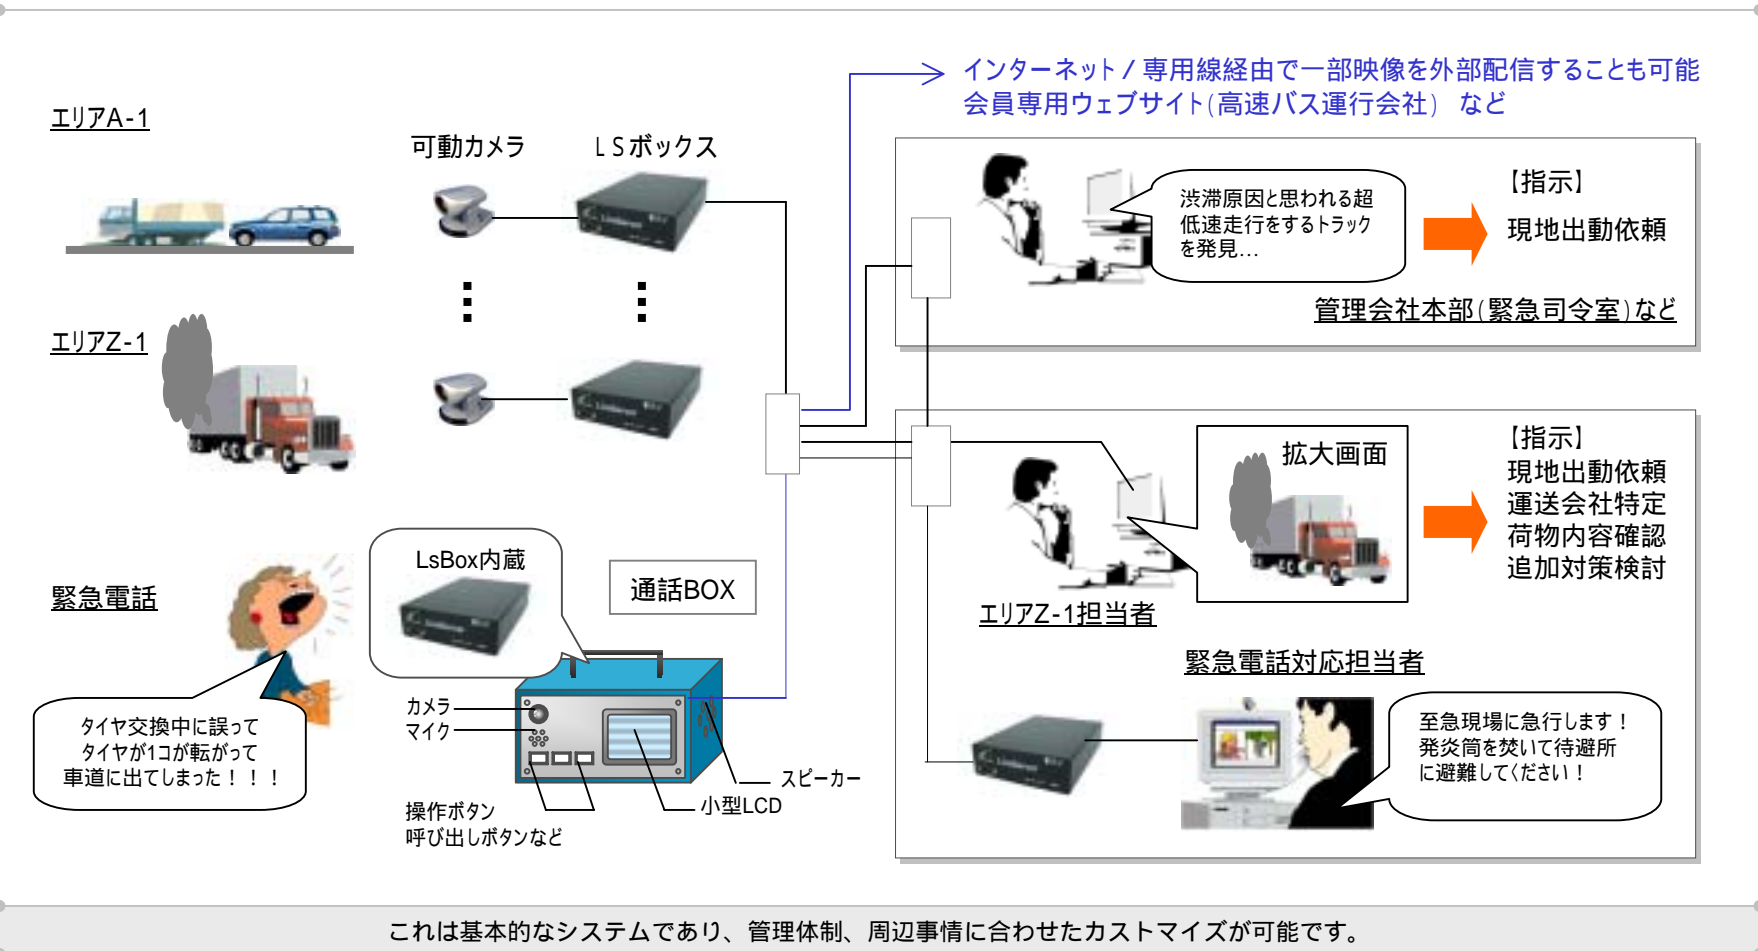 インターネット / 専用線経由で一部映像を外部配信することも可能
会員専用ウェブサイト(高速バス運行会社) など
エリアA-1
可動カメラ
LSボックス
渋滞原因と思われる超
低速走行をするトラック
を発見…
【指示】
現地出動依頼
管理会社本部(緊急司令室)など
エリアZ-1
拡大画面
【指示】
現地出動依頼
運送会社特定
荷物内容確認
追加対策検討
エリアZ-1担当者
緊急電話
LsBox内蔵
通話BOX
タイヤ交換中に誤って
タイヤが1コが転がって
車道に出てしまった！！！
カメラ
マイク
スピーカー
小型LCD
操作ボタン
呼び出しボタンなど
緊急電話対応担当者
至急現場に急行します！
発炎筒を焚いて待避所
に避難してください！
これは基本的なシステムであり、管理体制、周辺事情に合わせたカストマイズが可能です。